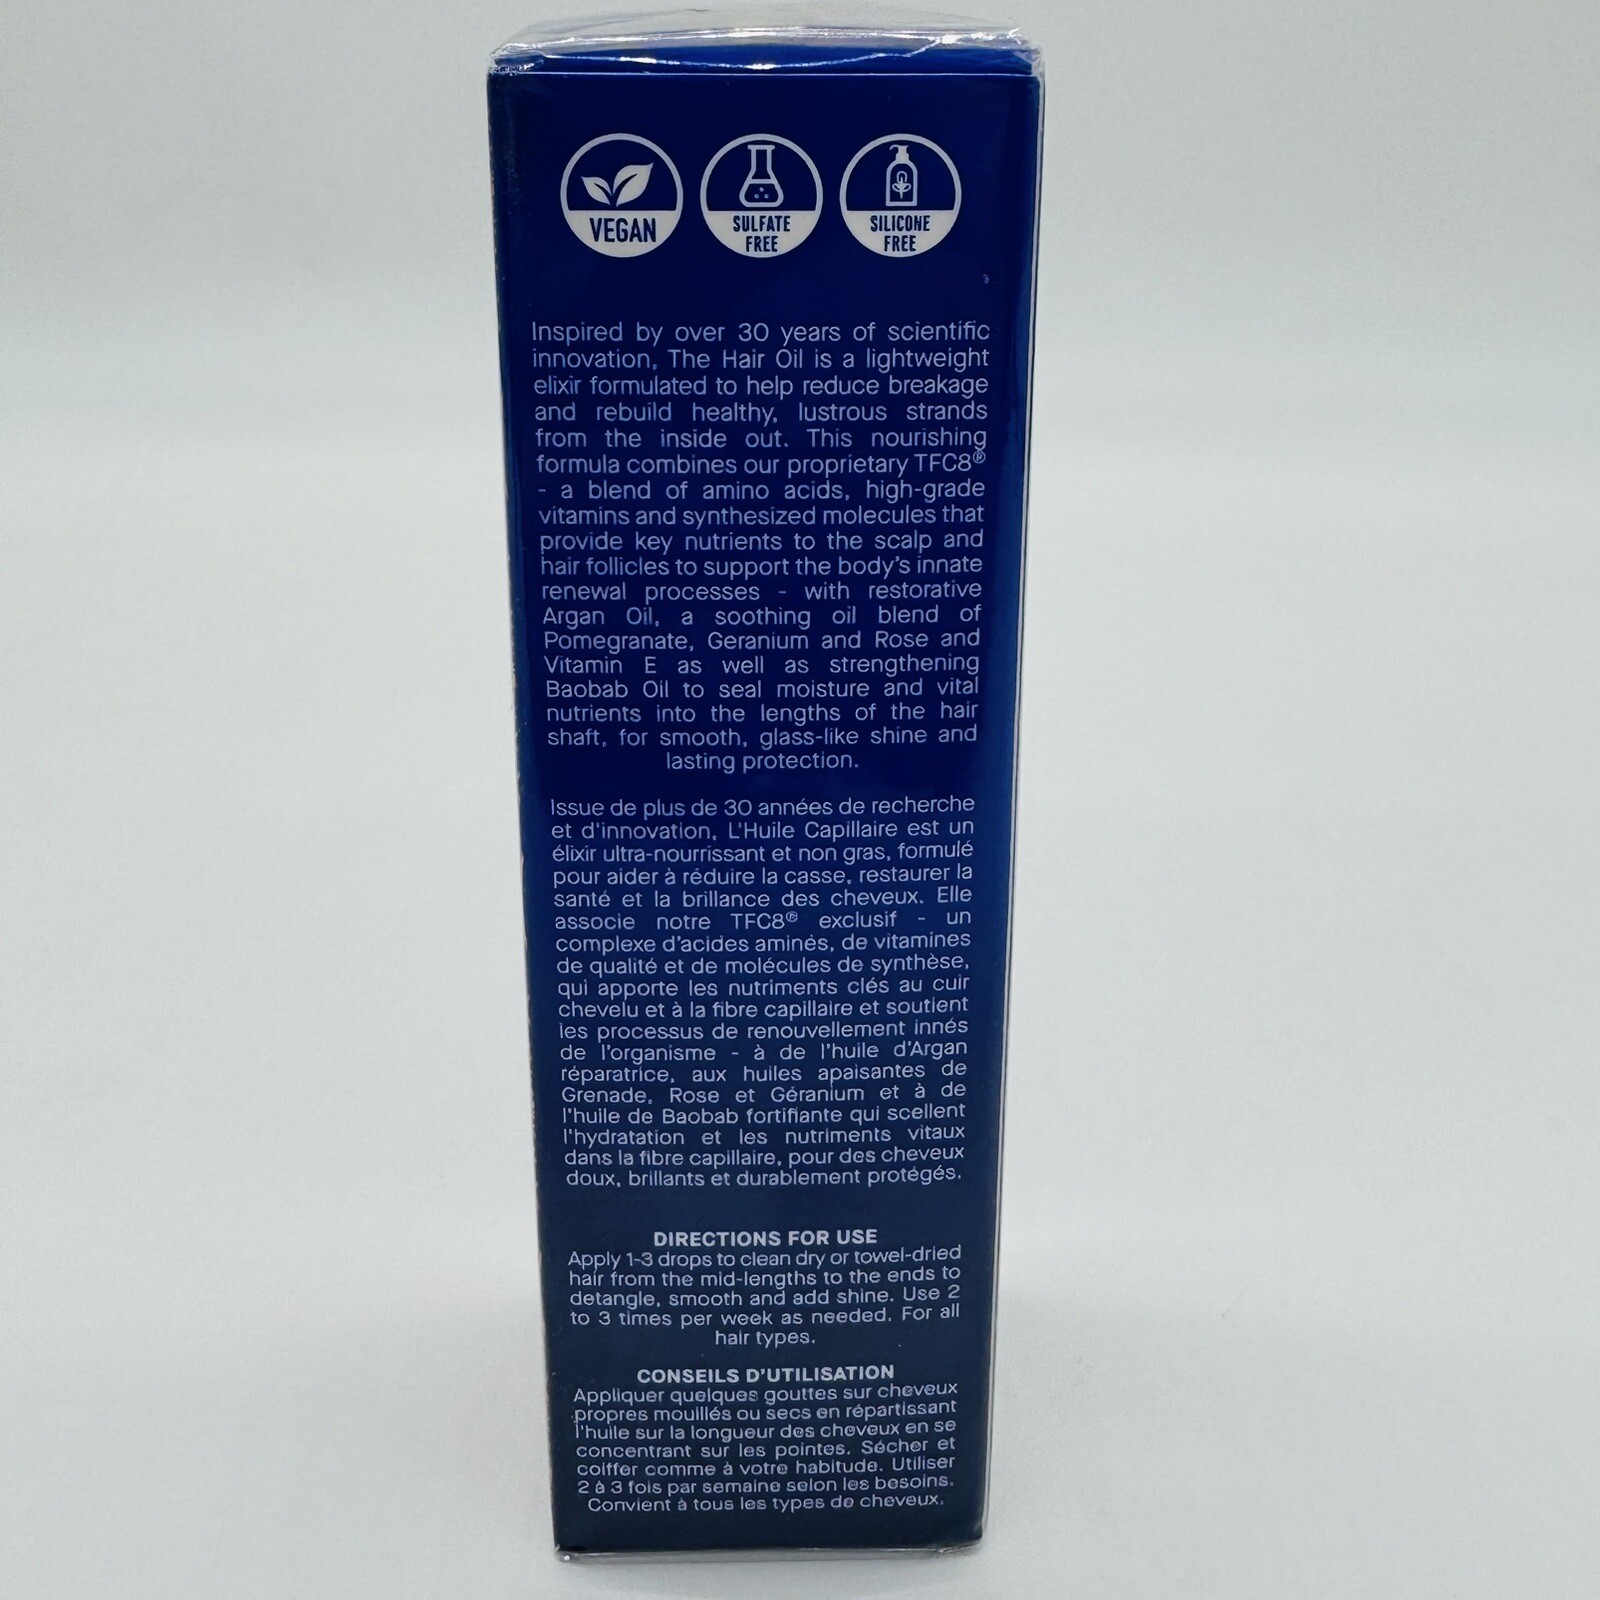 VEGAN
SULFATE
FREE
SILICONE
FREE
Inspired by over 30 years of scientific
innovation, The Hair Oil is a lightweight
elixir formulated to help reduce breakage
and rebuild healthy, lustrous strands
from the inside out. This nourishing
formula combines our proprietary TFC8®
- a blend of amino acids, high-grade
vitamins and synthesized molecules that
provide key nutrients to the scalp and
hair follicles to support the body's innate
renewal processes - with restorative
Argan Oil, a soothing oil blend of
Pomegranate, Geranium and Rose and
Vitamin E as well as strengthening
Baobab Oil to seal moisture and vital
nutrients into the lengths of the hair
shaft, for smooth, glass-like shine and
lasting protection.
Issue de plus de 30 années de recherche
et d'innovation, L'Huile Capillaire est un
élixir ultra-nourrissant et non gras, formulé
pour aider à réduire la casse, restaurer la
santé et la brillance des cheveux. Elle
associe notre TFC8® exclusif - un
complexe d'acides aminés, de vitamines
de qualité et de molécules de synthèse,
qui apporte les nutriments clés au cuir
chevelu et à la fibre capillaire et soutient
les processus de renouvellement innés
de l'organisme - à de l'huile d'Argan
réparatrice, aux huiles apaisantes de
Grenade, Rose et Géranium et à de
l'huile de Baobab fortifiante qui scellent
l'hydratation et les nutriments vitaux
dans la fibre capillaire, pour des cheveux
doux, brillants et durablement protégés.
DIRECTIONS FOR USE
Apply 1-3 drops to clean dry or towel-dried
hair from the mid-lengths to the ends to
detangle, smooth and add shine. Use 2
to 3 times per week as needed. For all
hair types.
CONSEILS D'UTILISATION
Appliquer quelques gouttes sur cheveux
propres mouillés ou secs en répartissant
l'huile sur la longueur des cheveux en se
concentrant sur les pointes. Sécher et
coiffer comme à votre habitude. Utiliser
2 à 3 fois par semaine selon les besoins.
Convient à tous les types de cheveux.